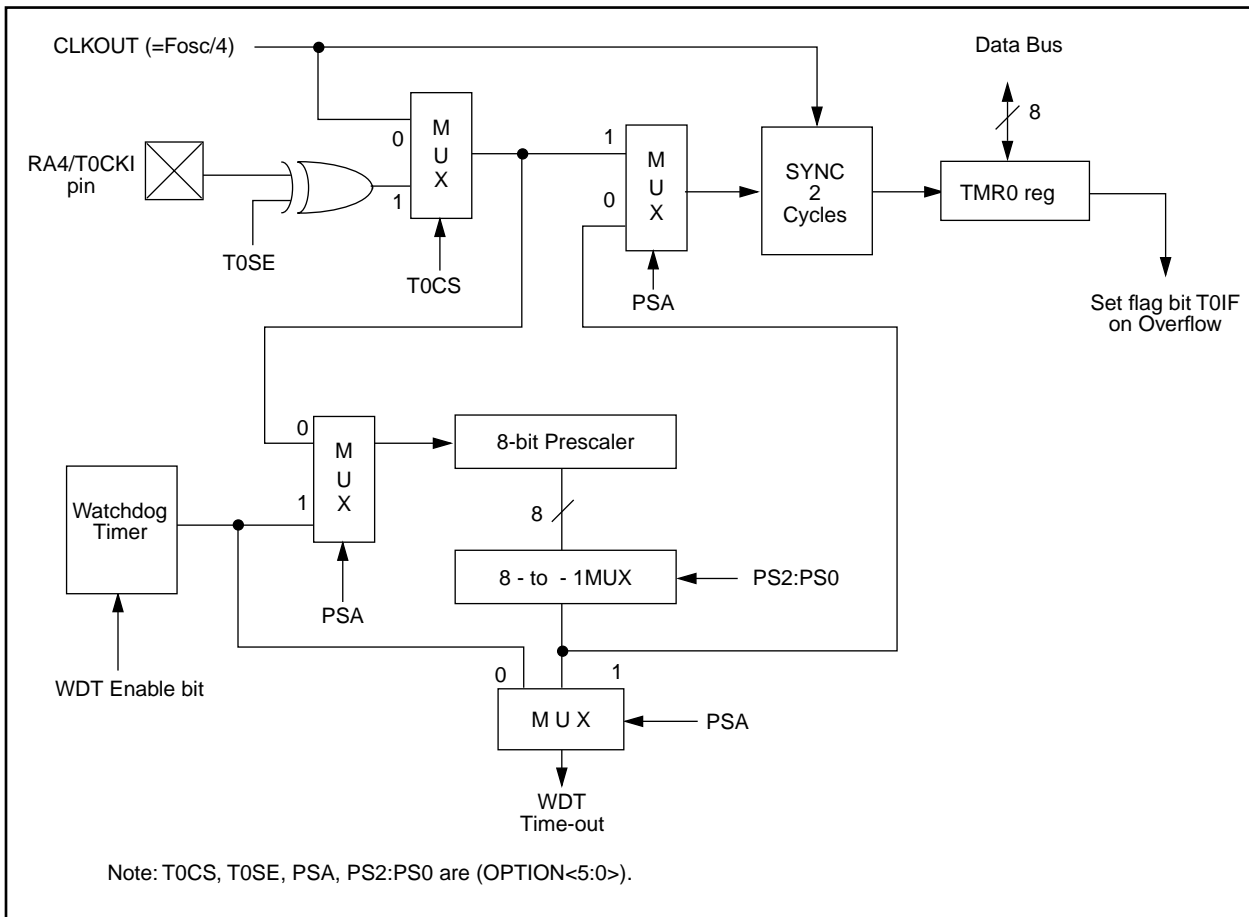 CLKOUT (=Fosc/4)
Data Bus
8
RA4/T0CKI
pin
T0SE
0
1
M
U
X
T0CS
1
0
M
U
X
PSA
SYNC
2
Cycles
TMR0 reg
Set flag bit T0IF
on Overflow
0
1
M
U
X
PSA
8-bit Prescaler
8
8 - to - 1MUX
PS2:PS0
Watchdog
Timer
WDT Enable bit
0
1
M U X
PSA
WDT
Time-out
Note: T0CS, T0SE, PSA, PS2:PS0 are (OPTION<5:0>).